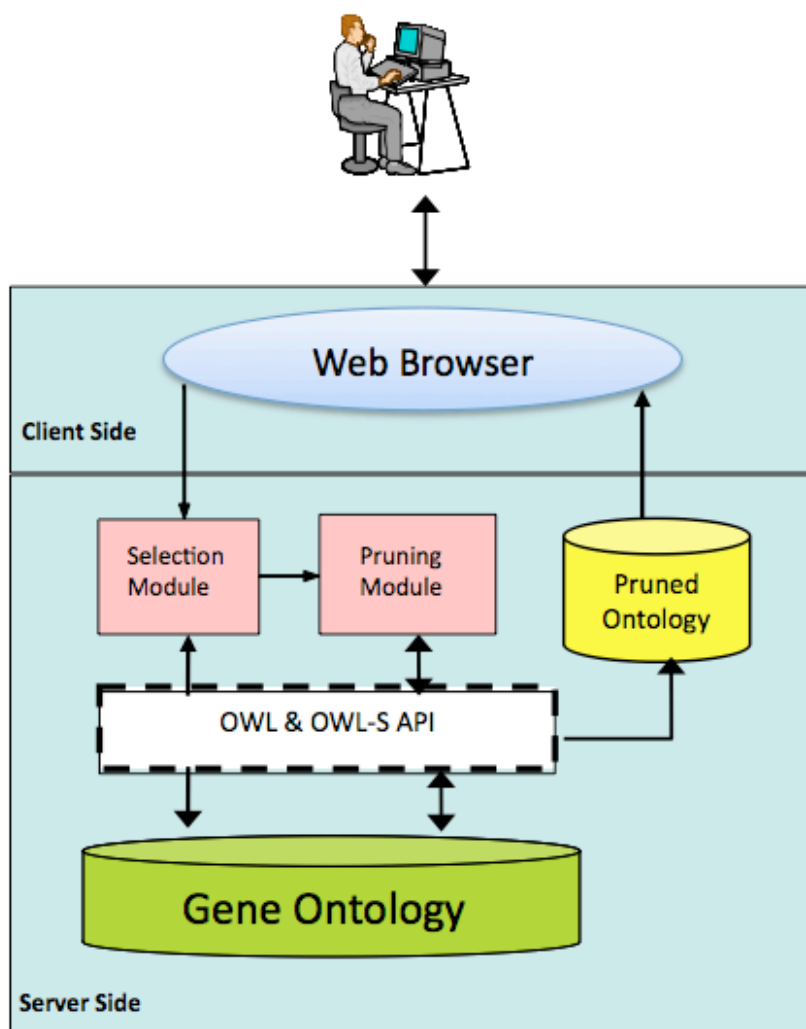 Web Browser
Client Side
Selection
Module
Pruning
Module
Pruned
Ontology
OWL & OWL-S API
Gene Ontology
Server Side